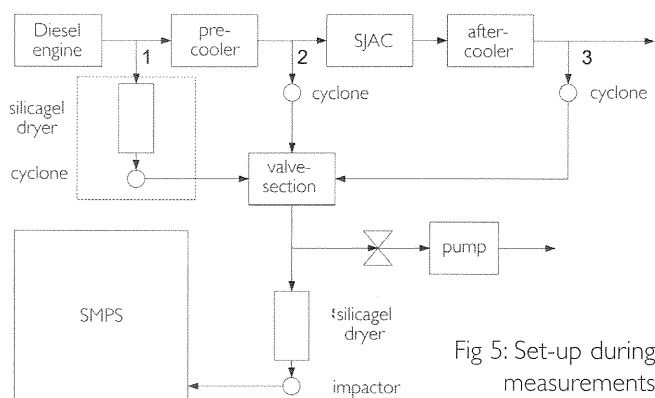 Diesel
engine
pre-
cooler
SJAC
after-
cooler
1
2
3
silicagel
dryer
cyclone
cyclone
cyclone
valve-
section
pump
SMPS
silicagel
dryer
impactor
Fig 5: Set-up during
measurements